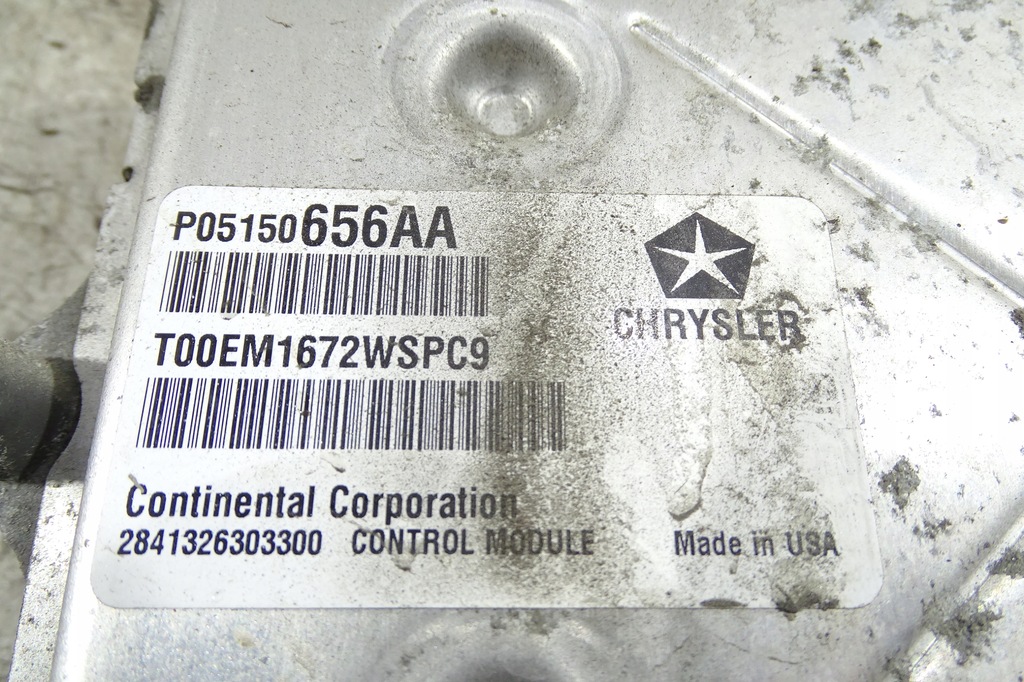 P05150656AA
CHRYSLER
T00EM1672WSPC9
Continental Corporation
2841326303300 CONTROL MODULE Made in USA